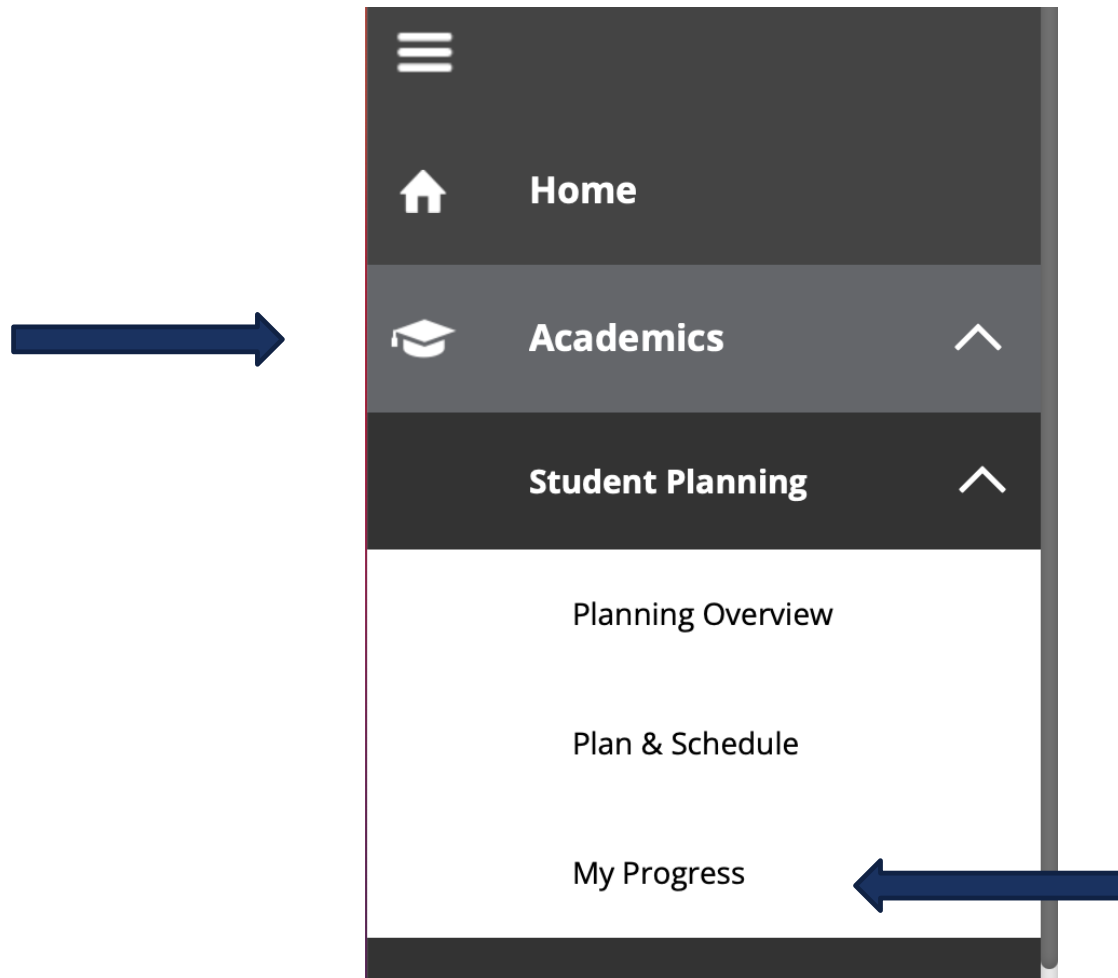 Home
Academics
Student Planning
Planning Overview
Plan & Schedule
My Progress